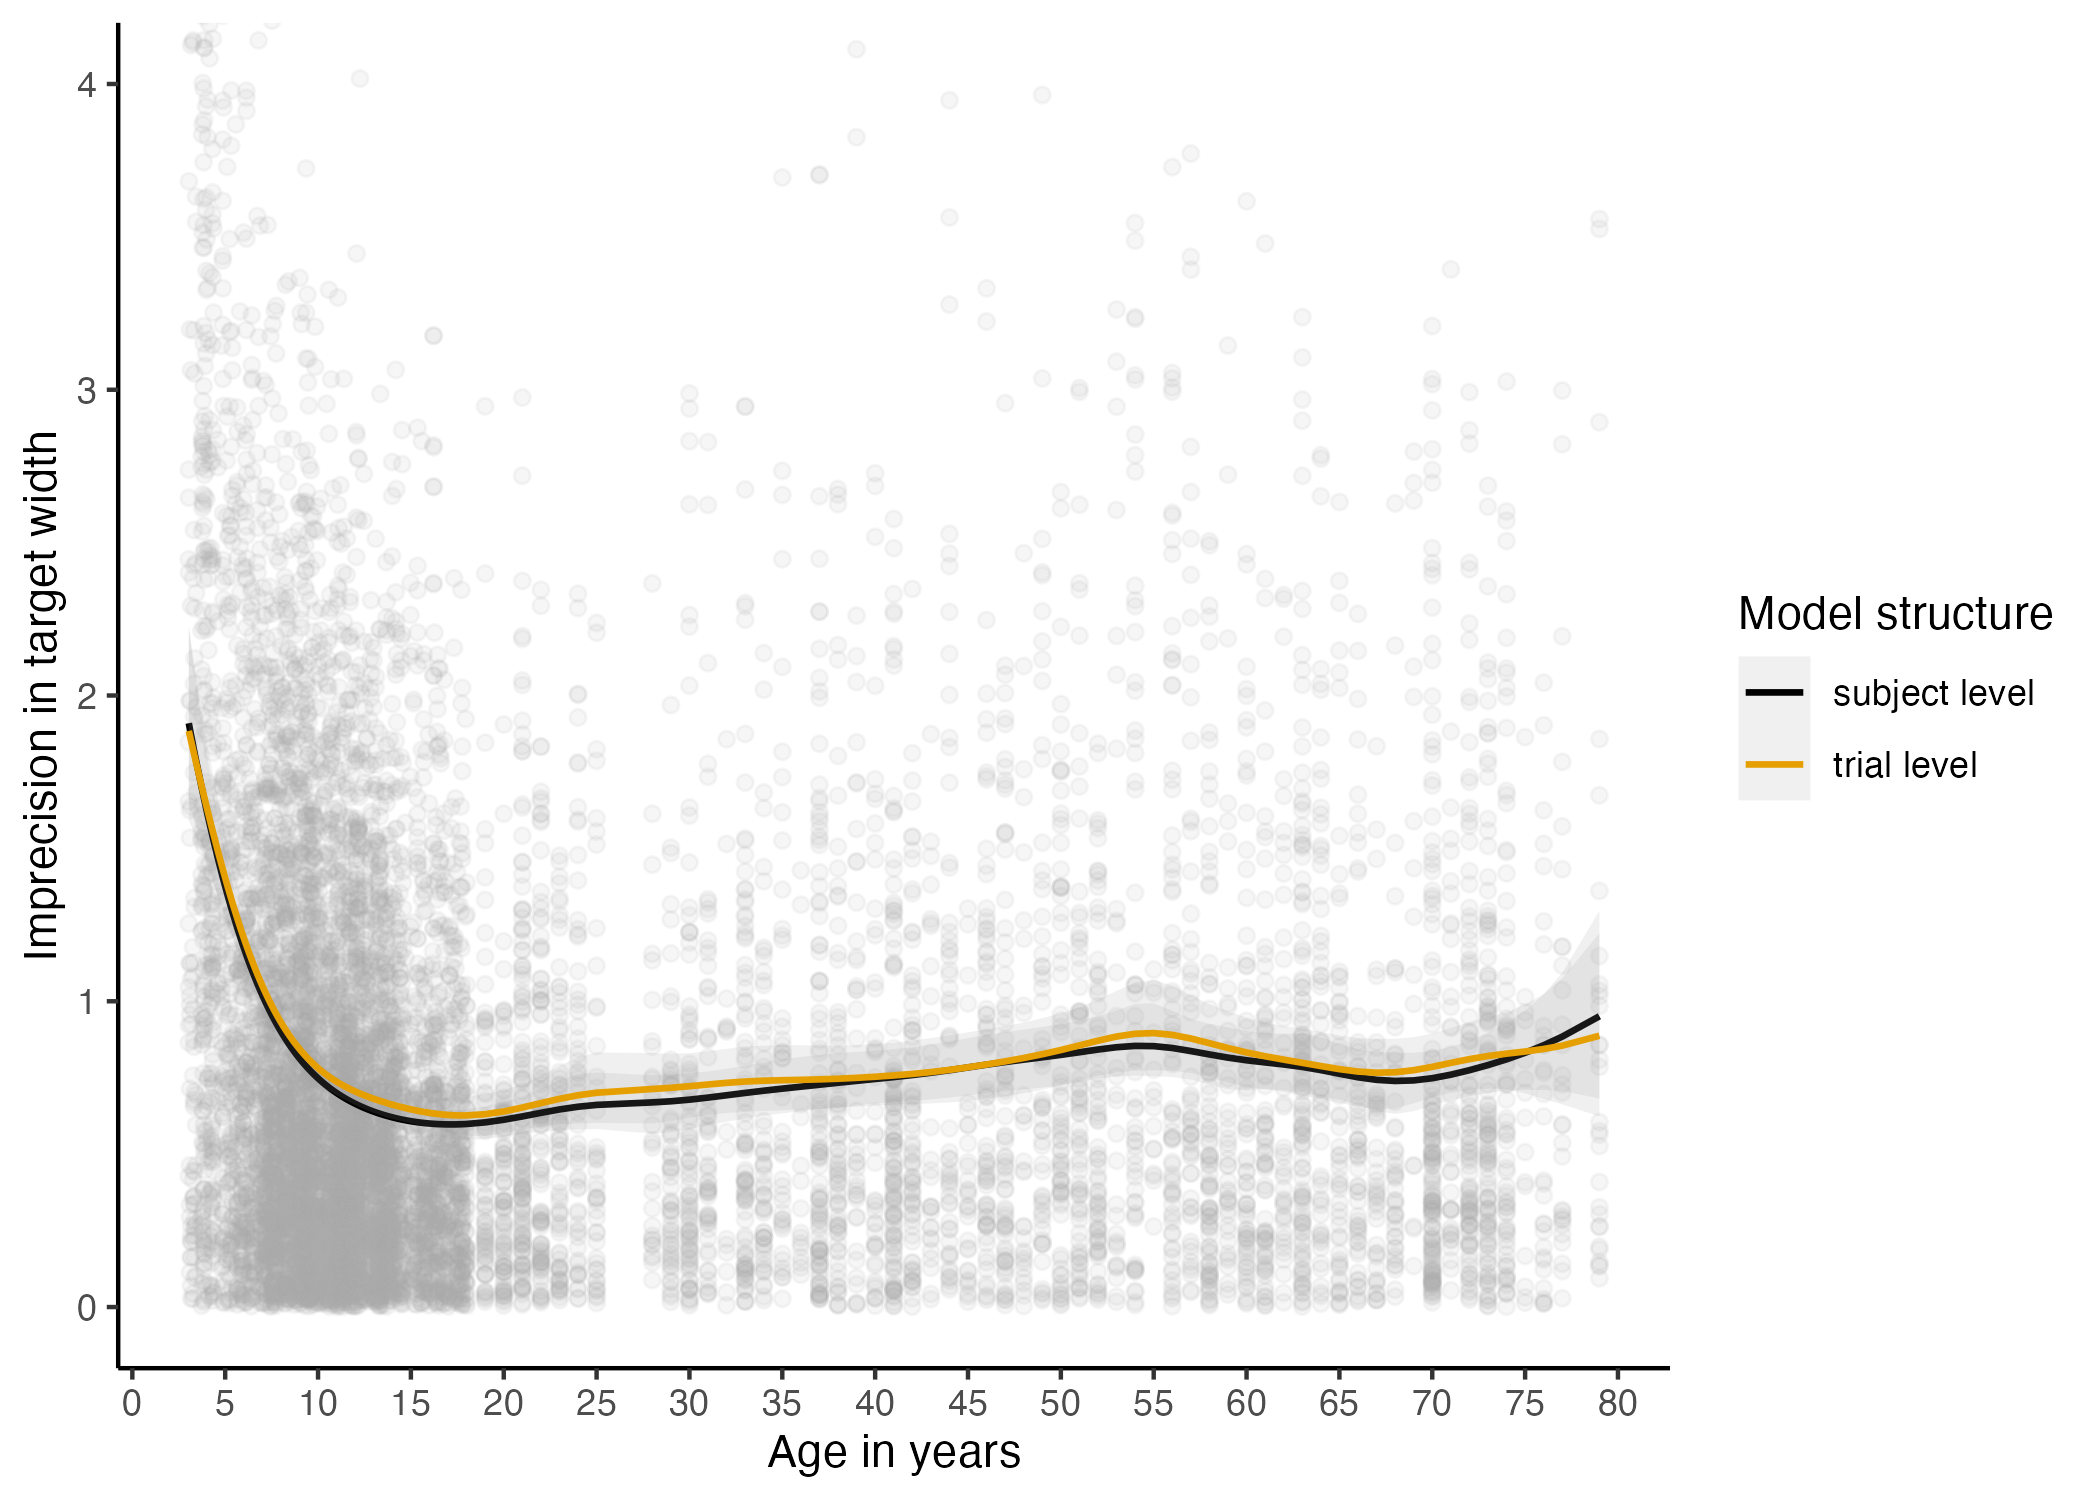 4
3
2
1
0
Imprecision in target width
0 5 10 15 20 25 30 35 40 45 50 55 60 65 70 75 80
Age in years
Model structure
subject level
trial level